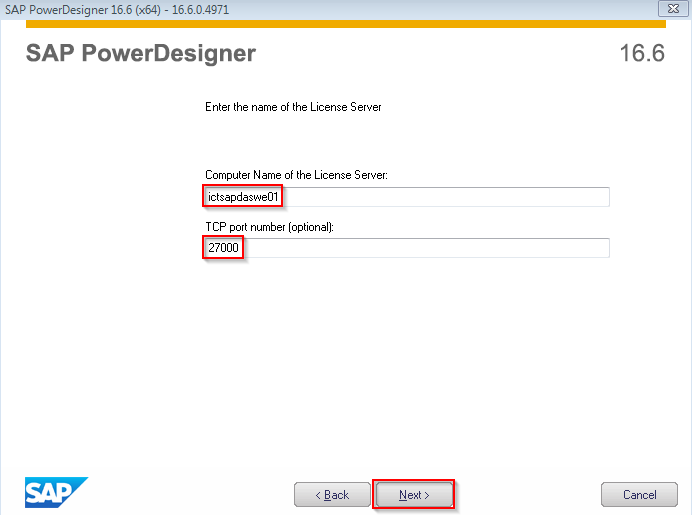 SAP PowerDesigner 16.6 (x64) - 16.6.0.4971
SAP PowerDesigner 16.6
Enter the name of the License Server
Computer Name of the License Server:
ictsapdaswe01
TCP port number (optional):
27000
SAP
< Back Next > Cancel